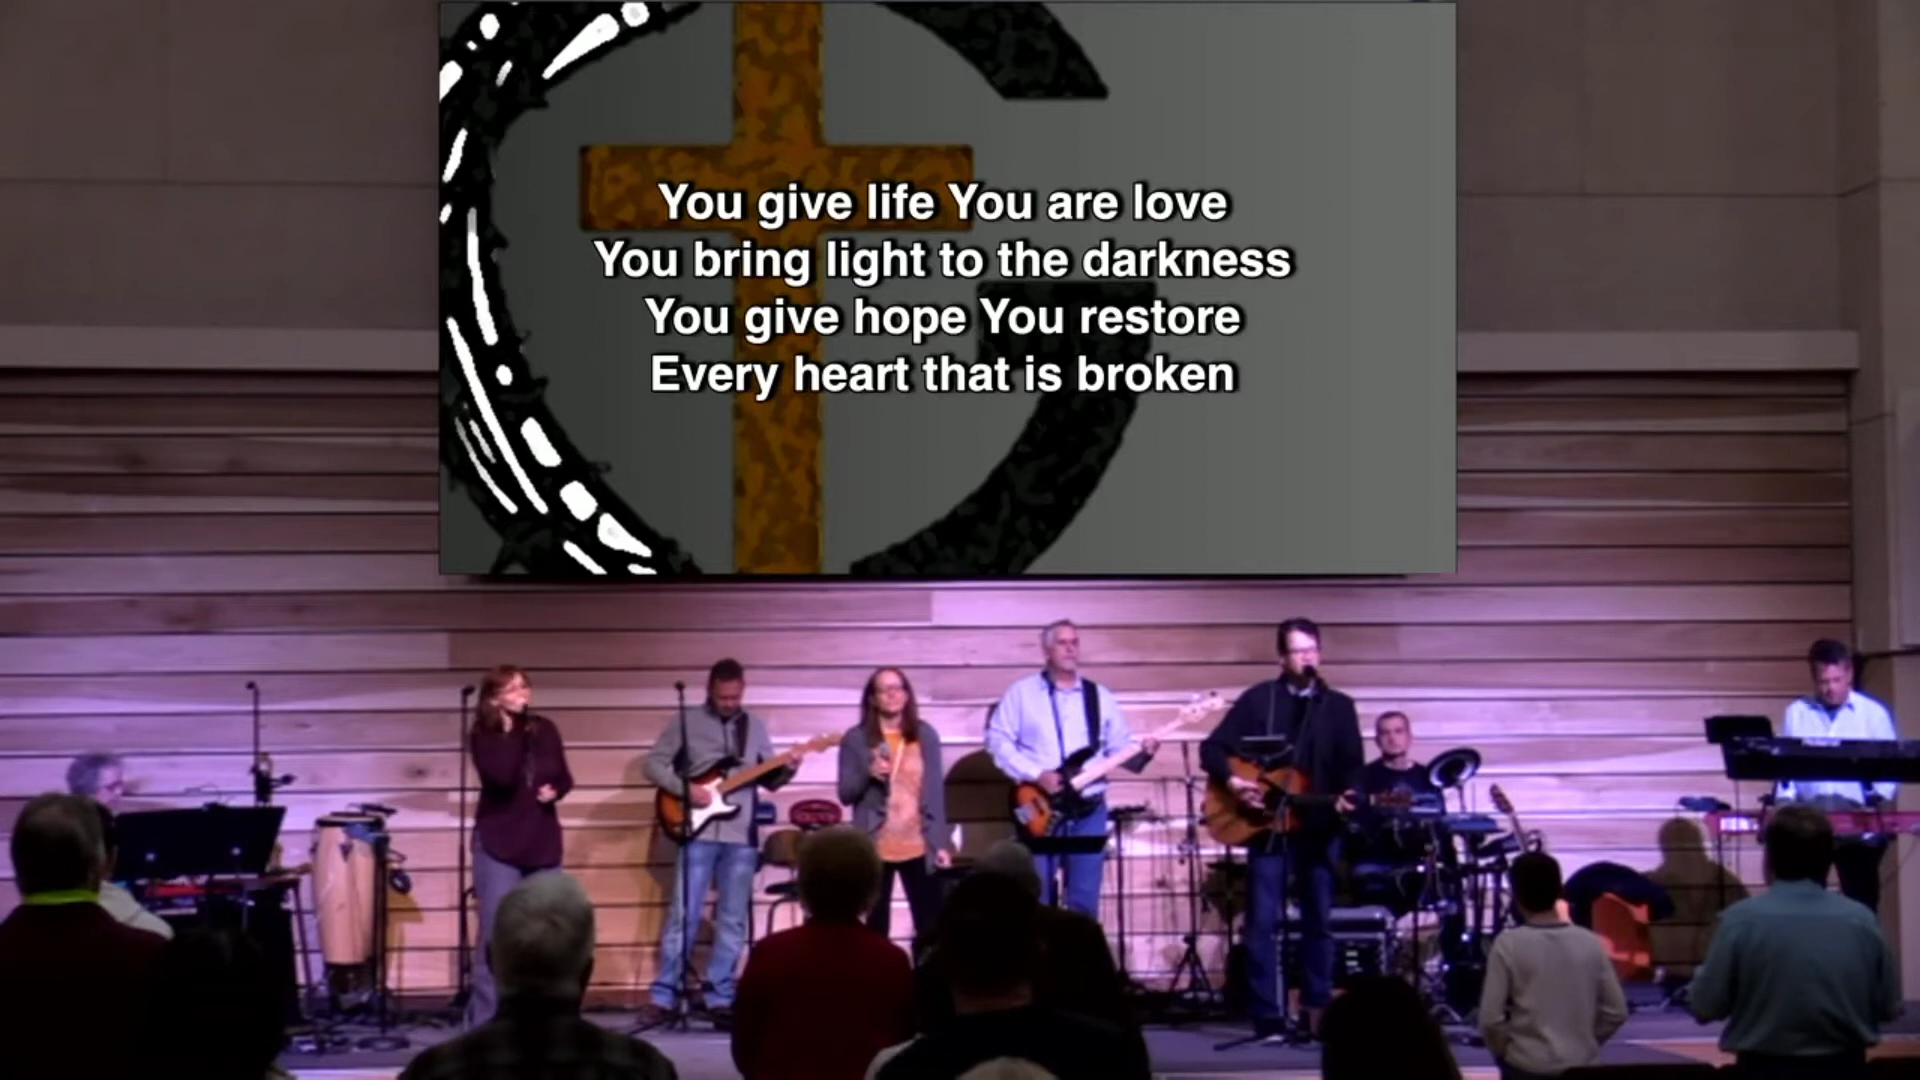 You give life You are love
You bring light to the darkness
You give hope You restore
Every heart that is broken